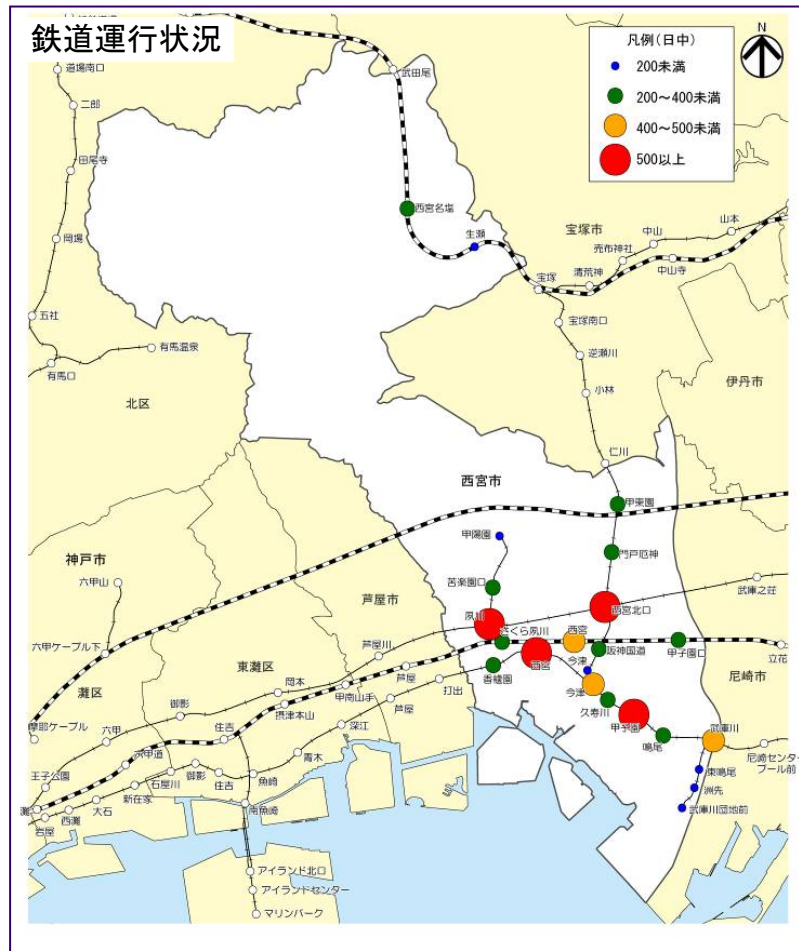 鉄道運行状況
凡例(日中)
200未満
200～400未満
400～500未満
500以上
N
道場南口
武田尾
二郎
田尾寺
西宮名塩
生瀬
宝塚市
山本
中山
売布神社
岡場
清荒神
中山寺
宝塚
五社
宝塚南口
有馬温泉
逆瀬川
有馬口
伊丹市
小林
北区
仁川
西宮市
甲東園
甲陽園
門戸厄神
神戸市
六甲山
苦楽園口
武庫之荘
芦屋市
西宮北口
夙川
さくら夙川
西宮
六甲ケーブル下
芦屋川
阪神国道
甲子園口
立花
東灘区
西宮
今津
芦屋
香櫨園
尼崎市
岡本
灘区
甲南山手
打出
今津
御影
摂津本山
芦屋
久寿川
摩耶ケーブル
甲子園
六甲
住吉
深江
鳴尾
武庫川
六甲道
青木
尼崎センター
プール前
御影
王子公園
石屋川
住吉
魚崎
東鳴尾
新在家
洲先
灘
大石
西灘
南魚崎
武庫川団地前
岩屋
アイランド北口
アイランドセンター
マリンパーク